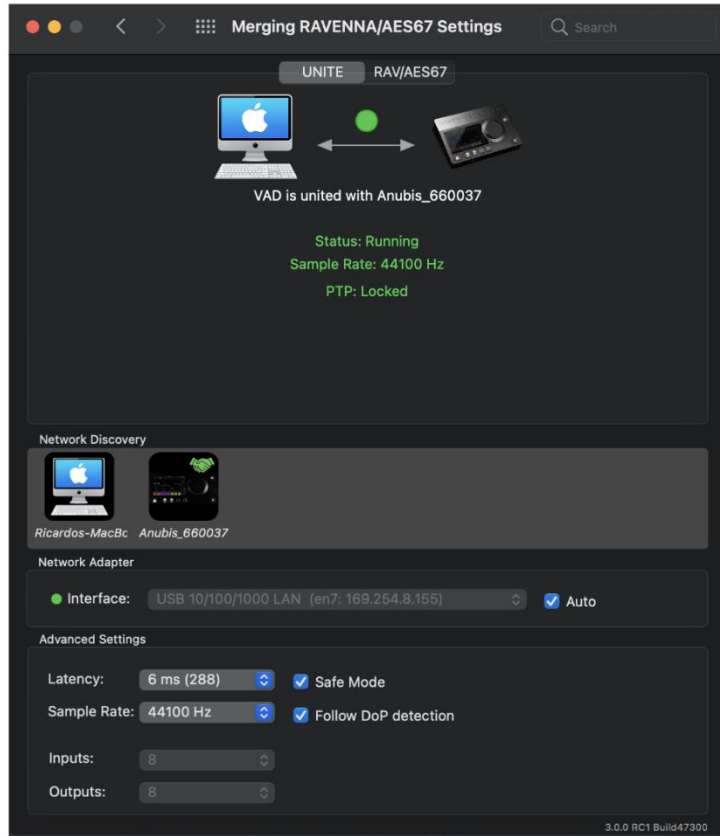 Merging RAVENNA/AES67 Settings
Search
UNITE RAV/AES67
VAD is united with Anubis_660037
Status: Running
Sample Rate: 44100 Hz
PTP: Locked
Network Discovery
Ricardos-MacBc Anubis_660037
Network Adapter
Interface: USB 10/100/1000 LAN (en7: 169.254.8.155) Auto
Advanced Settings
Latency: 6 ms (288) Safe Mode
Sample Rate: 44100 Hz Follow DoP detection
Inputs: 8
Outputs: 8
3.0.0 RC1 Build47300